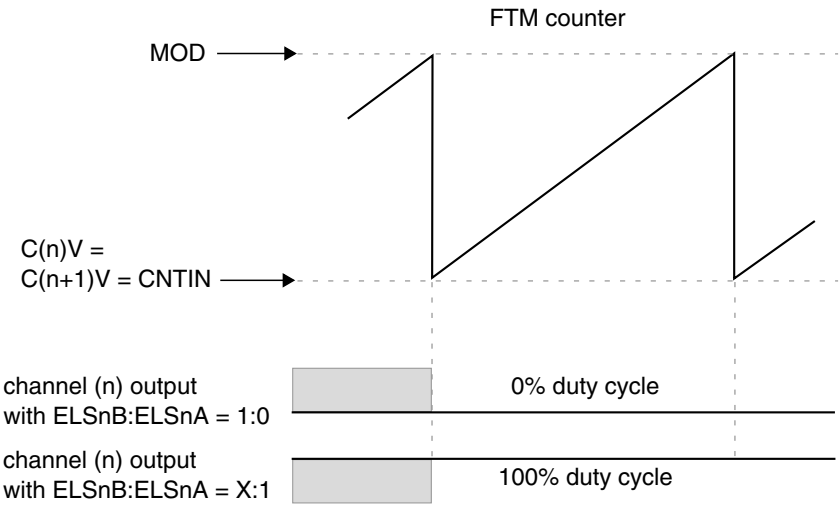 FTM counter
MOD
C(n)V =
C(n+1)V = CNTIN
channel (n) output
with ELSnB:ELSnA = 1:0
0% duty cycle
channel (n) output
with ELSnB:ELSnA = X:1
100% duty cycle